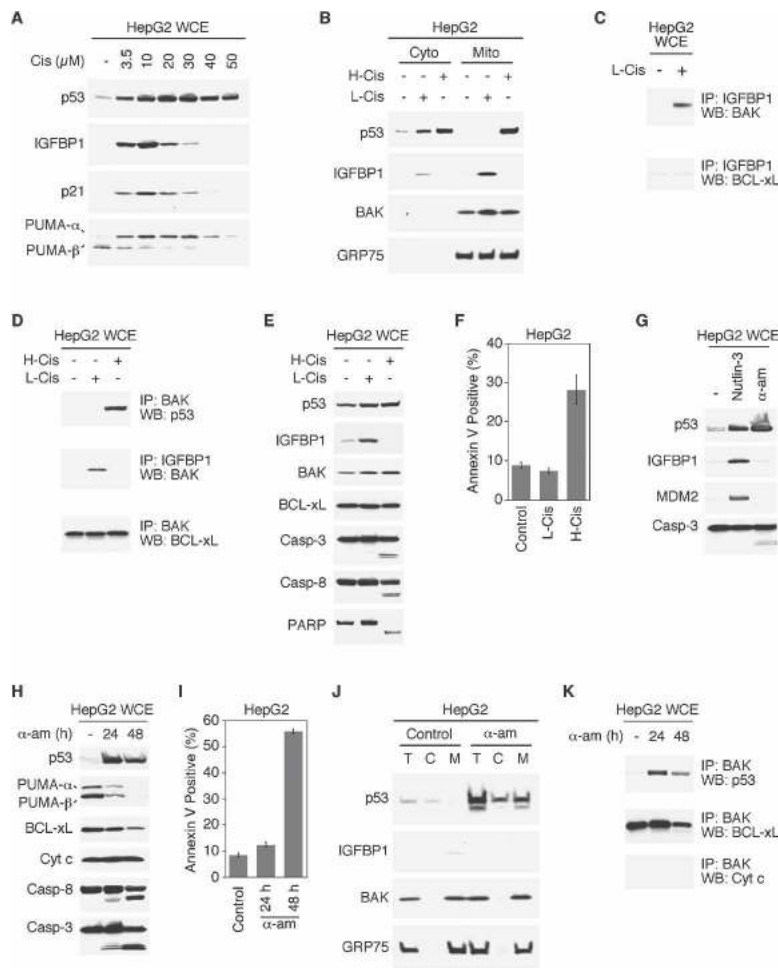 A
HepG2 WCE
Cis (µM)
- 3.5 10 20 30 40 50
p53
IGFBP1
p21
PUMA-α
PUMA-β
B
HepG2
Cyto Mito
H-Cis - - + - - +
L-Cis - + - - + -
p53
IGFBP1
BAK
GRP75
C
HepG2
WCE
L-Cis - +
IP: IGFBP1
WB: BAK
IP: IGFBP1
WB: BCL-xL
D
HepG2 WCE
H-Cis - - +
L-Cis - + -
IP: BAK
WB: p53
IP: IGFBP1
WB: BAK
IP: BAK
WB: BCL-xL
E
HepG2 WCE
H-Cis - - +
L-Cis - + -
p53
IGFBP1
BAK
BCL-xL
Casp-3
Casp-8
PARP
F
HepG2
Annexin V Positive (%)
40
30
20
10
0
Control
L-Cis
H-Cis
G
HepG2 WCE
- Nutlin-3 α-am
p53
IGFBP1
MDM2
Casp-3
H
HepG2 WCE
α-am (h) - 24 48
p53
PUMA-α
PUMA-β
BCL-xL
Cyt c
Casp-8
Casp-3
I
HepG2
Annexin V Positive (%)
60
50
40
30
20
10
0
Control
24 h
48 h
α-am
J
HepG2
Control α-am
T C M T C M
p53
IGFBP1
BAK
GRP75
K
HepG2 WCE
α-am (h) - 24 48
IP: BAK
WB: p53
IP: BAK
WB: BCL-xL
IP: BAK
WB: Cyt c